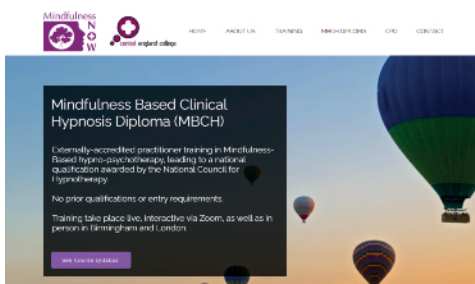 Mindfulness
NOW
central england college
HOME ABOUT US TRAINING MBCH DIPLOMA CPD CONTACT
Mindfulness Based Clinical
Hypnosis Diploma (MBCH)
Externally-accredited practitioner training in Mindfulness-
Based hypno-psychotherapy, leading to a national
qualification awarded by the National Council for
Hypnotherapy.
No prior qualifications or entry requirements
Training take place live, interactive via Zoom, as well as in
person in Birmingham and London.
See Course syllabus